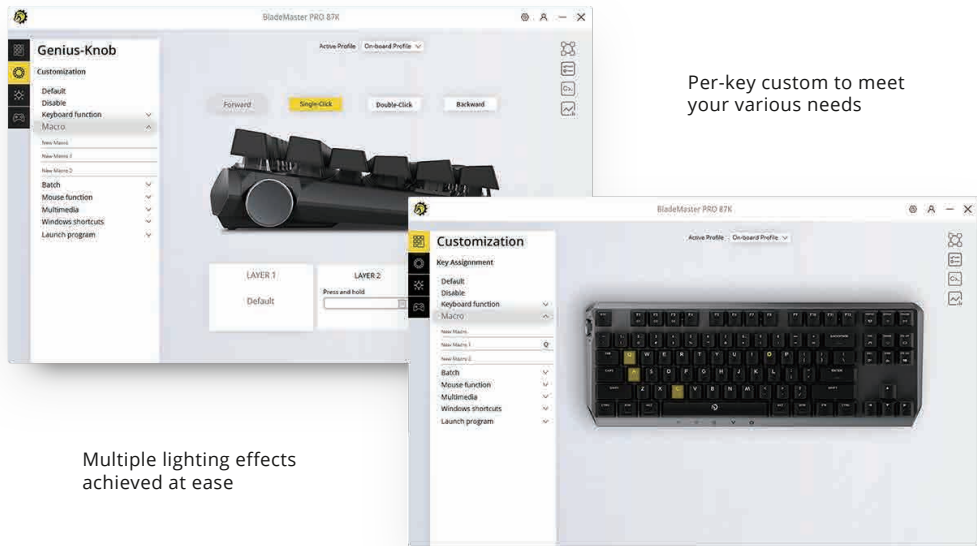 BladeMaster PRO 87K
Genius-Knob
Customization
Default
Disable
Keyboard function
Macro
New Macro
New Macro 1
New Macro 2
Batch
Mouse function
Multimedia
Windows shortcuts
Launch program
Active Profile On-board Profile
Forward Single-Click Double-Click Backward
LAYER 1
Default
LAYER 2
Press and hold
Per-key custom to meet
your various needs
BladeMaster PRO 87K
Customization
Key Assignment
Default
Disable
Keyboard function
Macro
New Macro
New Macro 1
New Macro 2
Batch
Mouse function
Multimedia
Windows shortcuts
Launch program
Active Profile On-board Profile
Q W E R T Y U I O P
A S D F G H J K L
Z X C V B N M
Multiple lighting effects
achieved at ease